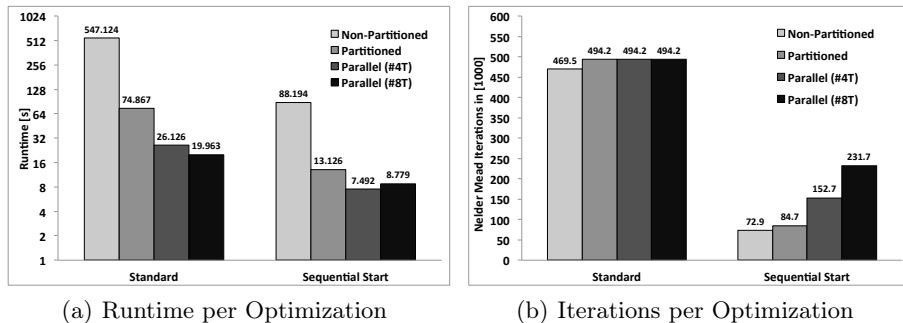 1024
512
256
128
64
32
16
8
4
2
1
Runtime [s]
547.124
74.867
26.126
19.963
88.194
13.126
7.492
8.779
Non-Partitioned
Partitioned
Parallel (#4T)
Parallel (#8T)
Standard
Sequential Start
(a) Runtime per Optimization
600
550
500
450
400
350
300
250
200
150
100
50
0
Nelder Mead Iterations in [1000]
469.5
494.2
494.2
494.2
72.9
84.7
152.7
231.7
Non-Partitioned
Partitioned
Parallel (#4T)
Parallel (#8T)
Standard
Sequential Start
(b) Iterations per Optimization